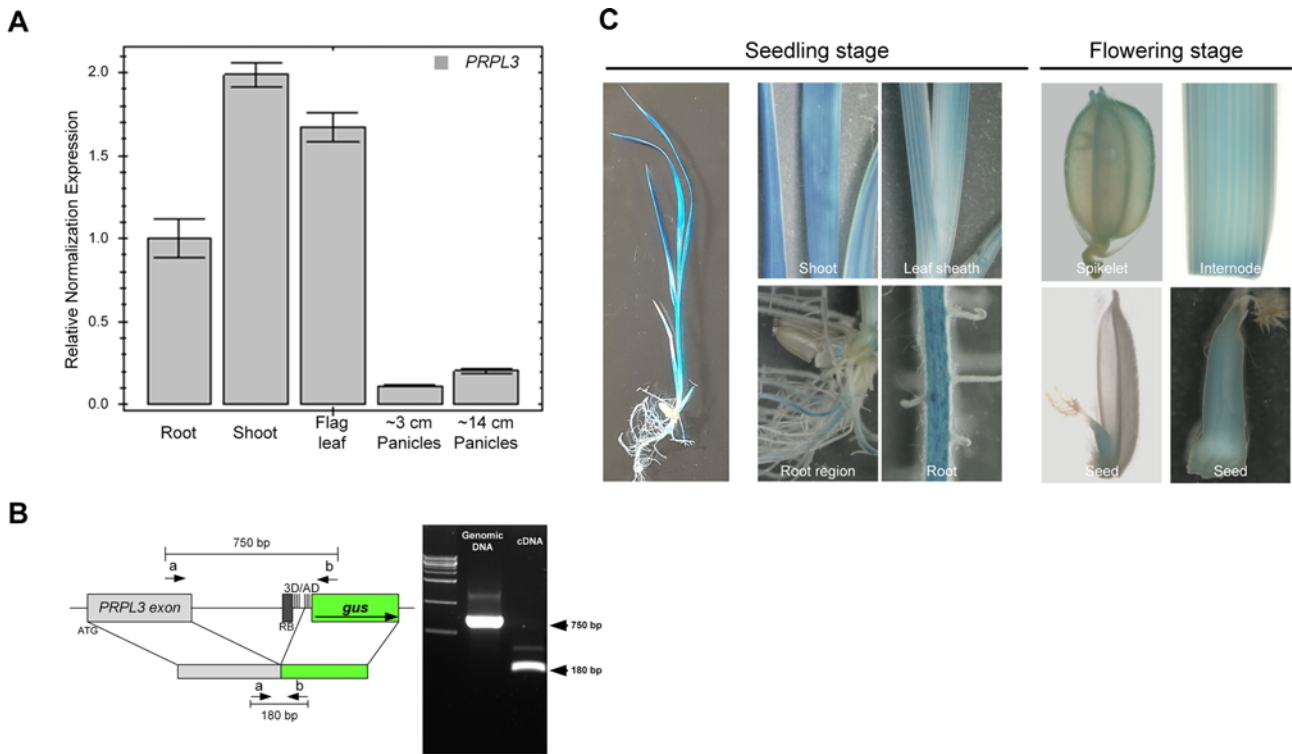 A
PRPL3
Relative Normalization Expression
2.0
1.5
1.0
0.5
0.0
Root
Shoot
Flag
leaf
~3 cm
Panicles
~14 cm
Panicles
B
750 bp
a
b
3D/AD
PRPL3 exon
gus
ATG
RB
a
b
180 bp
Genomic
DNA
cDNA
750 bp
180 bp
C
Seedling stage
Flowering stage
Shoot
Leaf sheath
Root region
Root
Spikelet
Internode
Seed
Seed